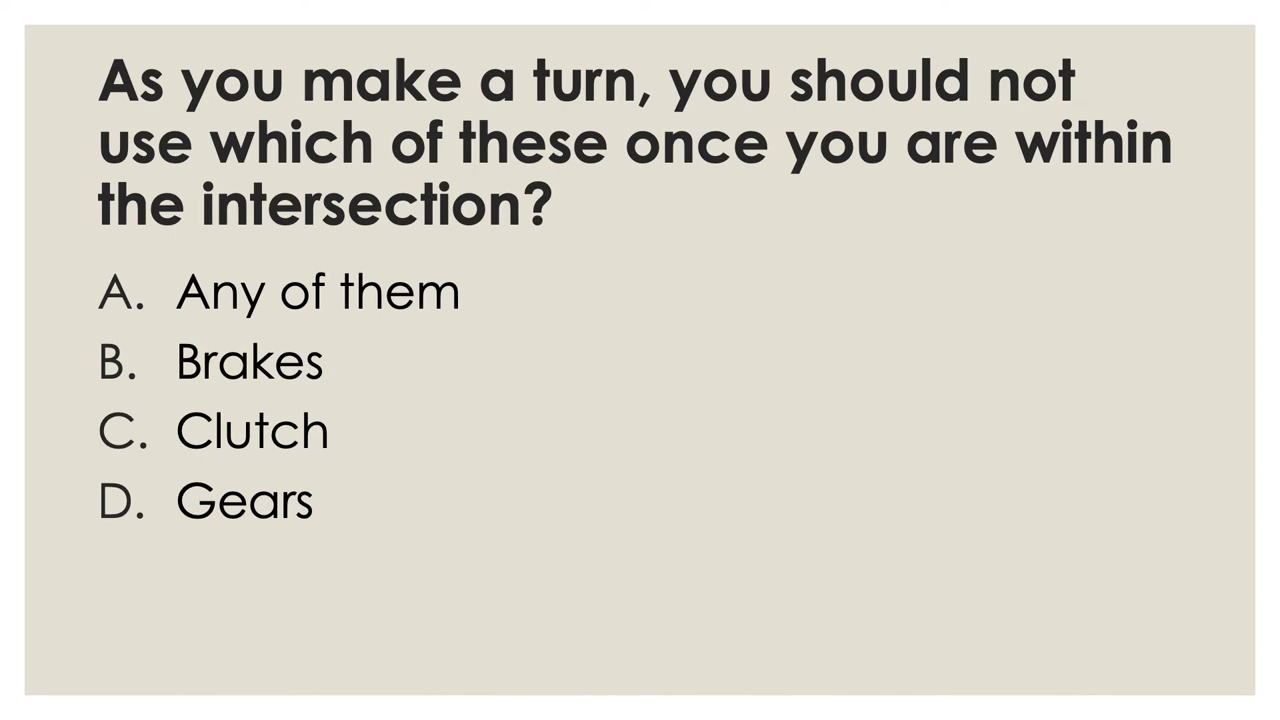 As you make a turn, you should not
use which of these once you are within
the intersection?
A. Any of them
B. Brakes
C. Clutch
D. Gears